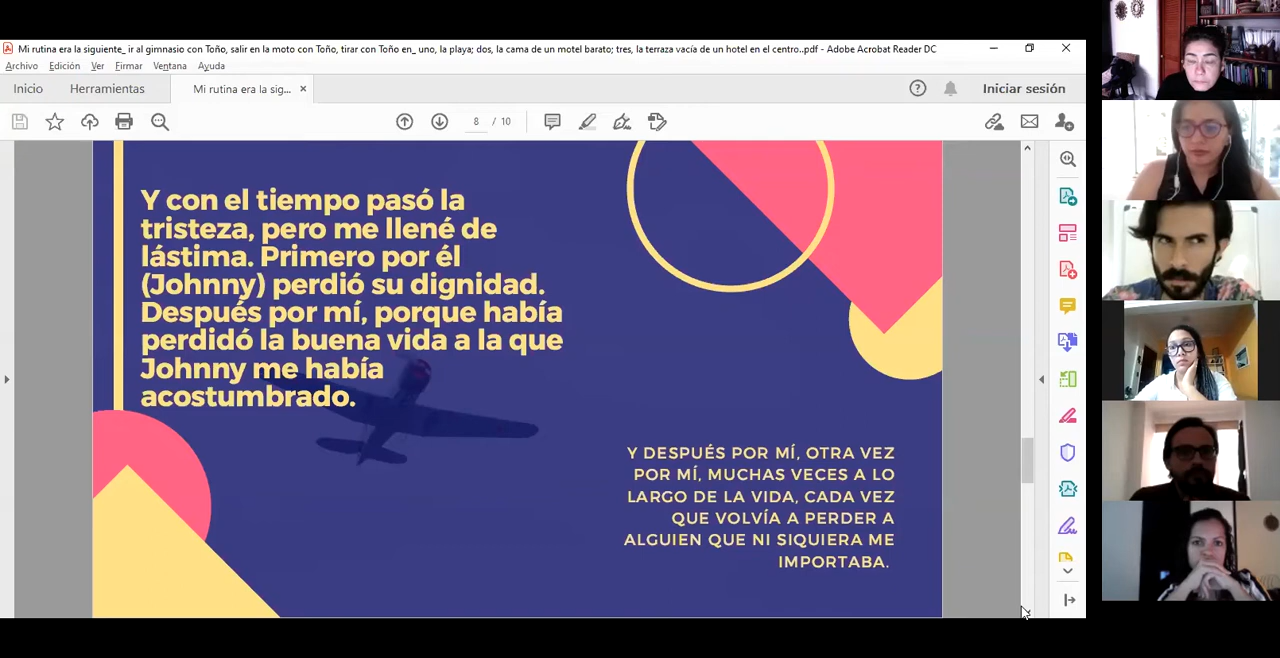 Mi rutina era la siguiente_ ir al gimnasio con Toño, salir en la moto con Toño, tirar con Toño en_ uno, la playa; dos, la cama de un motel barato; tres, la terraza vacía de un hotel en el centro..pdf - Adobe Acrobat Reader DC
Archivo Edición Ver Firmar Ventana Ayuda
Inicio Herramientas Mi rutina era la sig... Iniciar sesión
8 / 10
Y con el tiempo pasó la
tristeza, pero me llené de
lástima. Primero por él
(Johnny) perdió su dignidad.
Después por mí, porque había
perdidó la buena vida a la que
Johnny me había
acostumbrado.
Y DESPUÉS POR MÍ, OTRA VEZ
POR MÍ, MUCHAS VECES A LO
LARGO DE LA VIDA, CADA VEZ
QUE VOLVÍA A PERDER A
ALGUIEN QUE NI SIQUIERA ME
IMPORTABA.